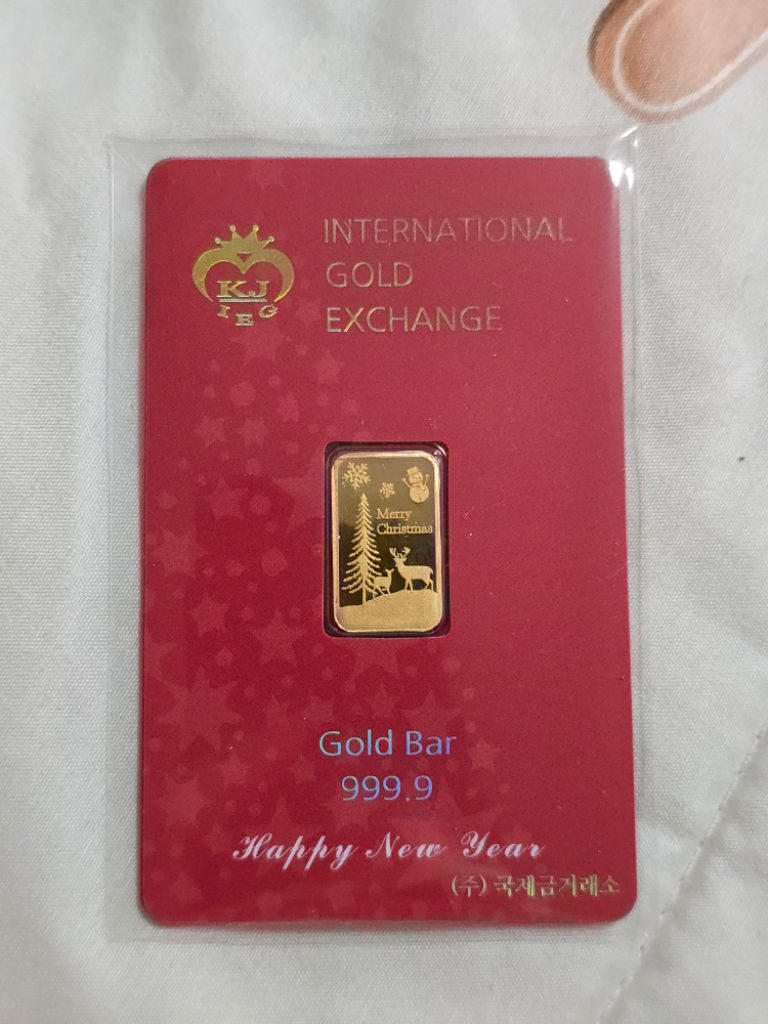 KJ
IEG
INTERNATIONAL
GOLD
EXCHANGE
Merry
Christmas
Gold Bar
999.9
Happy New Year
(주) 국제금거래소